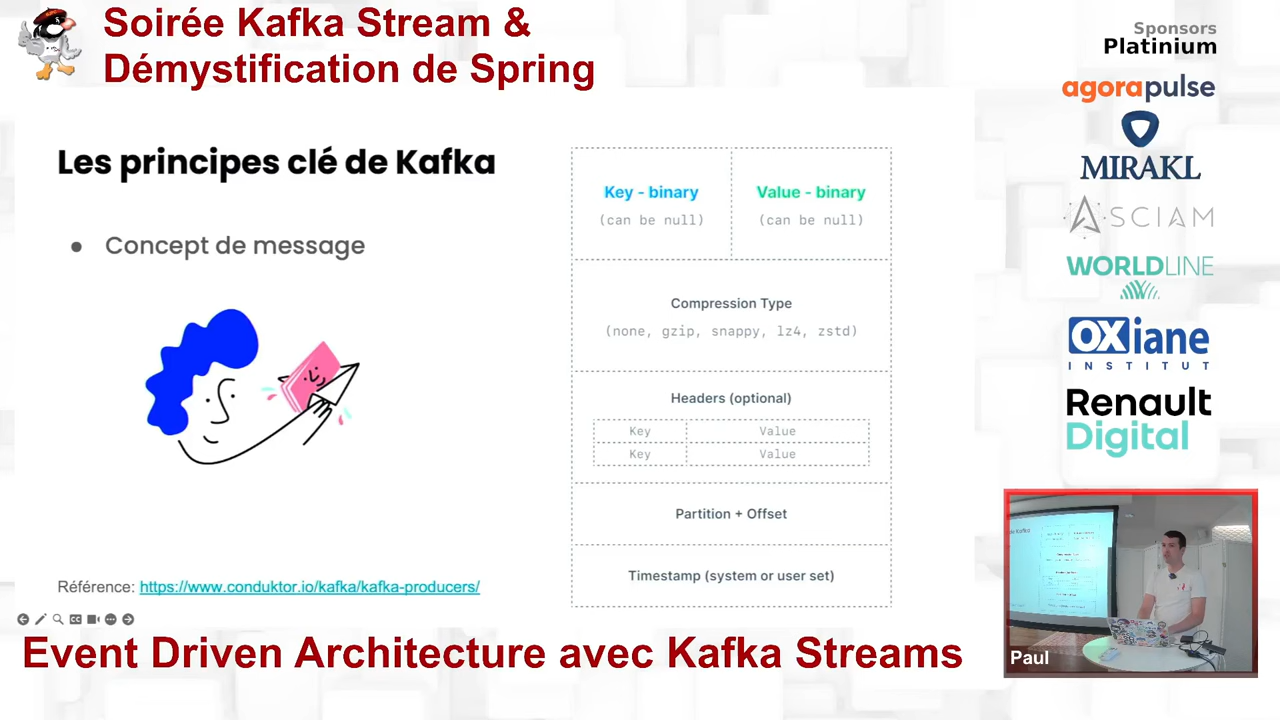 Soirée Kafka Stream &
Démystification de Spring
Les principes clé de Kafka
● Concept de message
Référence: https://www.conduktor.io/kafka/kafka-producers/
Key - binary
(can be null)
Value - binary
(can be null)
Compression Type
(none, gzip, snappy, lz4, zstd)
Headers (optional)
Key Value
Key Value
Partition + Offset
Timestamp (system or user set)
Event Driven Architecture avec Kafka Streams
Sponsors
Platinium
agorapulse
MIRAKL
ASCIAM
WORLDLINE
OXiane
INSTITUT
Renault
Digital
Paul